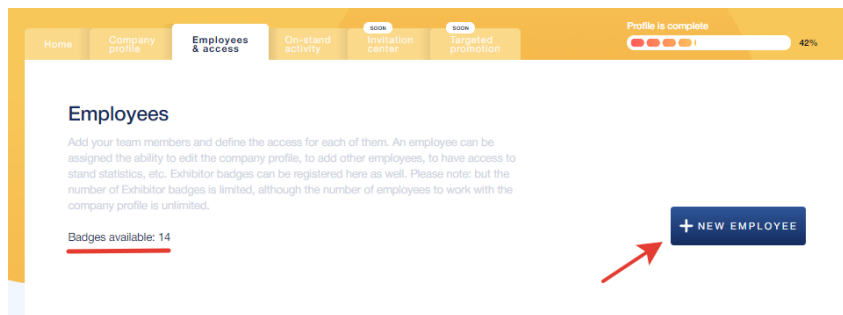 SOON
SOON
Profile is complete
Home
Company
profile
Employees
& access
On-stand
activity
Invitation
center
Targeted
promotion
42%
Employees
Add your team members and define the access for each of them. An employee can be
assigned the ability to edit the company profile, to add other employees, to have access to
stand statistics, etc. Exhibitor badges can be registered here as well. Please note: but the
number of Exhibitor badges is limited, although the number of employees to work with the
company profile is unlimited.
Badges available: 14
+ NEW EMPLOYEE